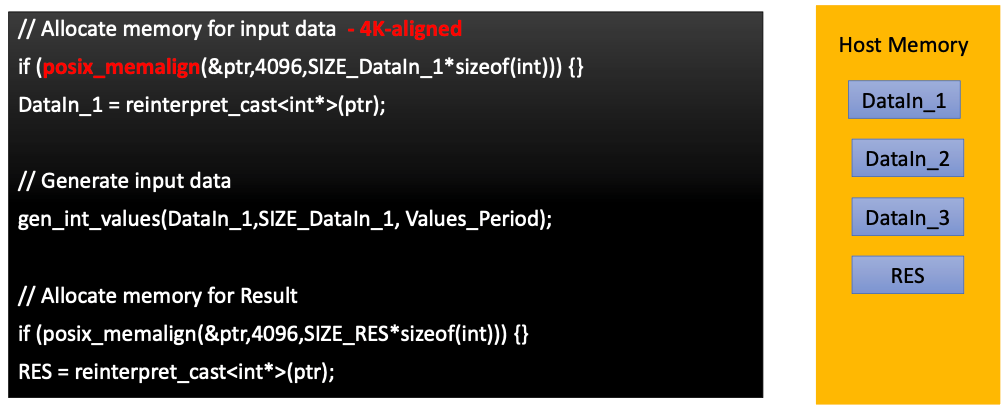 // Allocate memory for input data - 4K-aligned
if (posix_memalign(&ptr,4096,SIZE_DataIn_1*sizeof(int))) {}
DataIn_1 = reinterpret_cast<int*>(ptr);
// Generate input data
gen_int_values(DataIn_1,SIZE_DataIn_1, Values_Period);
// Allocate memory for Result
if (posix_memalign(&ptr,4096,SIZE_RES*sizeof(int))) {}
RES = reinterpret_cast<int*>(ptr);
Host Memory
DataIn_1
DataIn_2
DataIn_3
RES